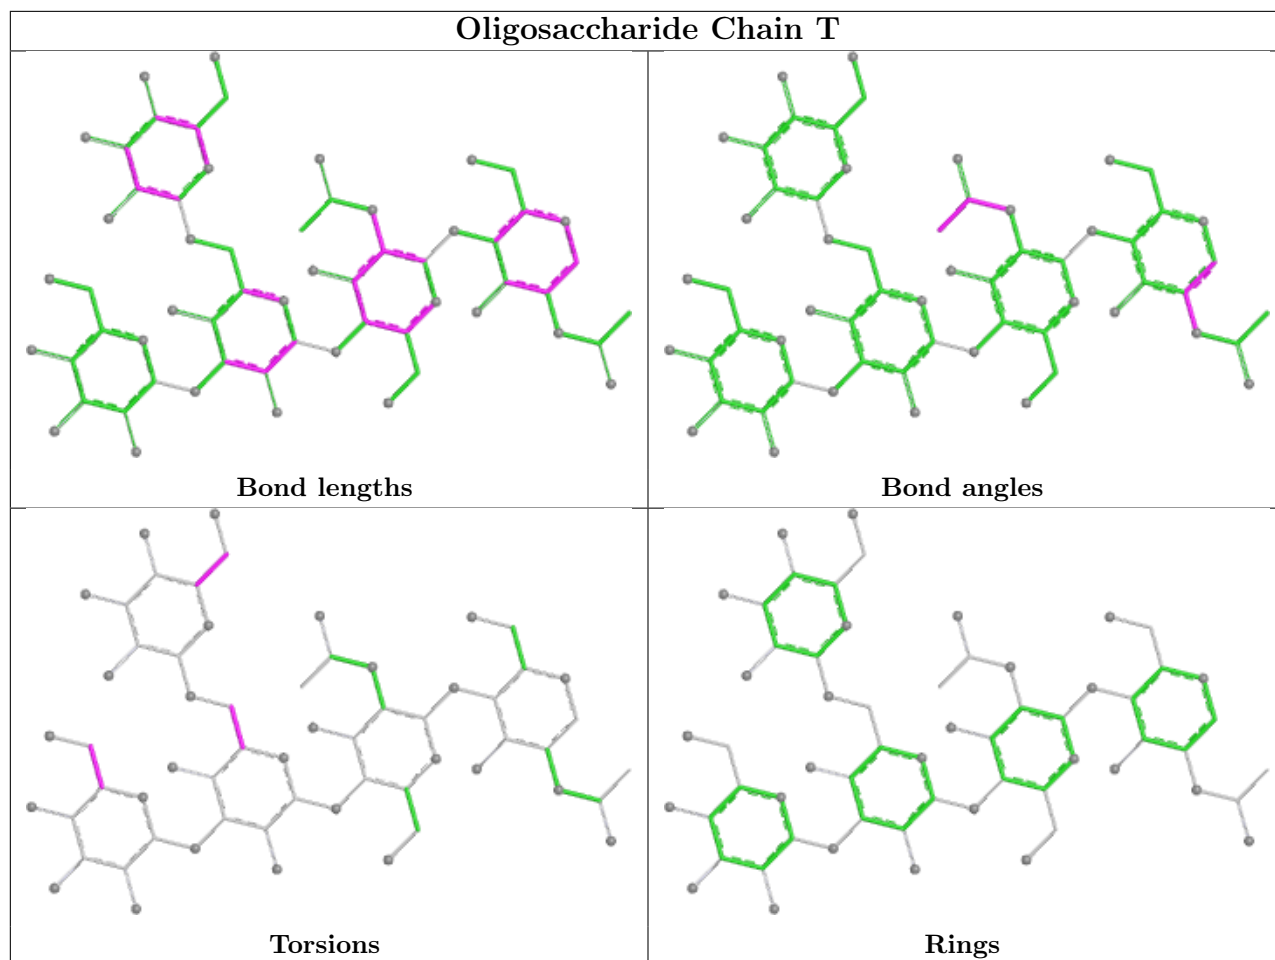 Oligosaccharide Chain T
Bond lengths
Bond angles
Torsions
Rings